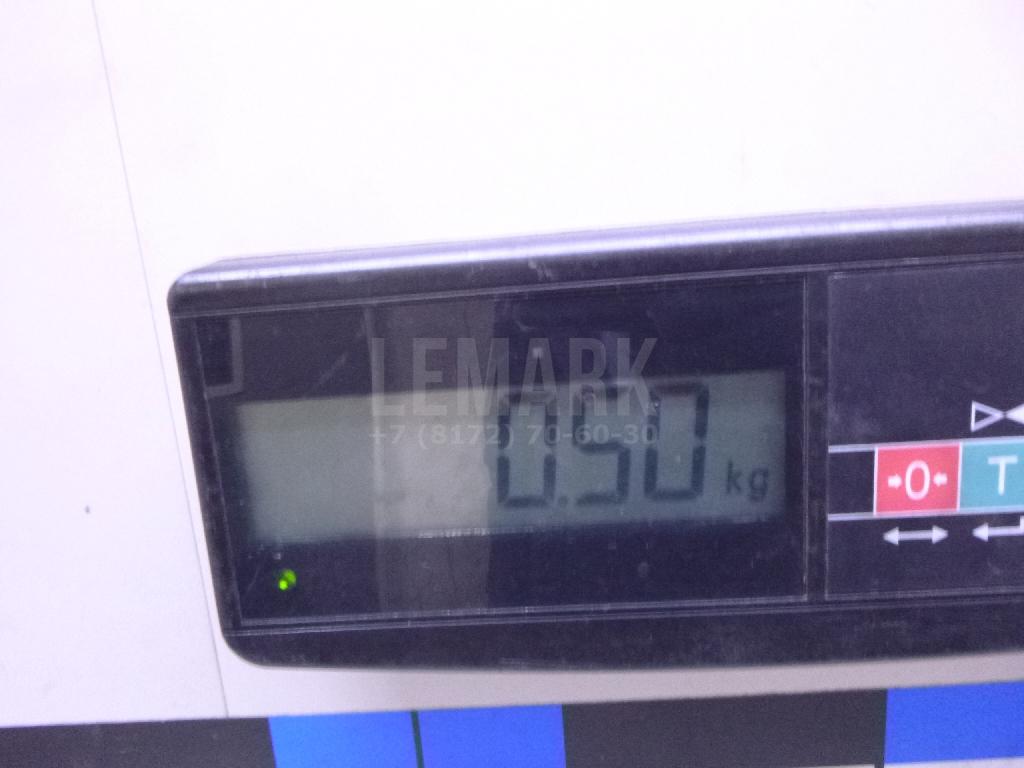 LEMARK
+7 (8172) 70-60-30
0.50 kg
→0←
T